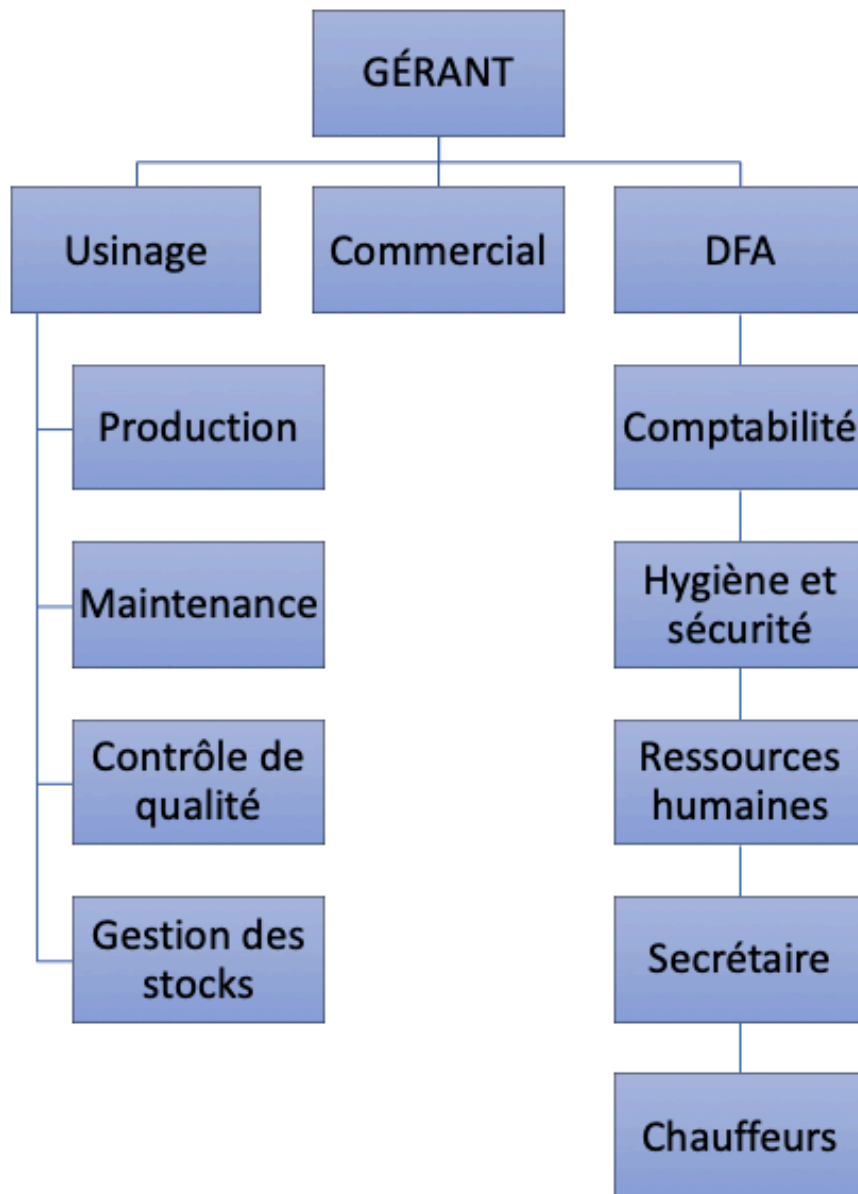 GÉRANT
Usinage
Commercial
DFA
Production
Comptabilité
Maintenance
Hygiène et
sécurité
Contrôle de
qualité
Ressources
humaines
Gestion des
stocks
Secrétaire
Chauffeurs